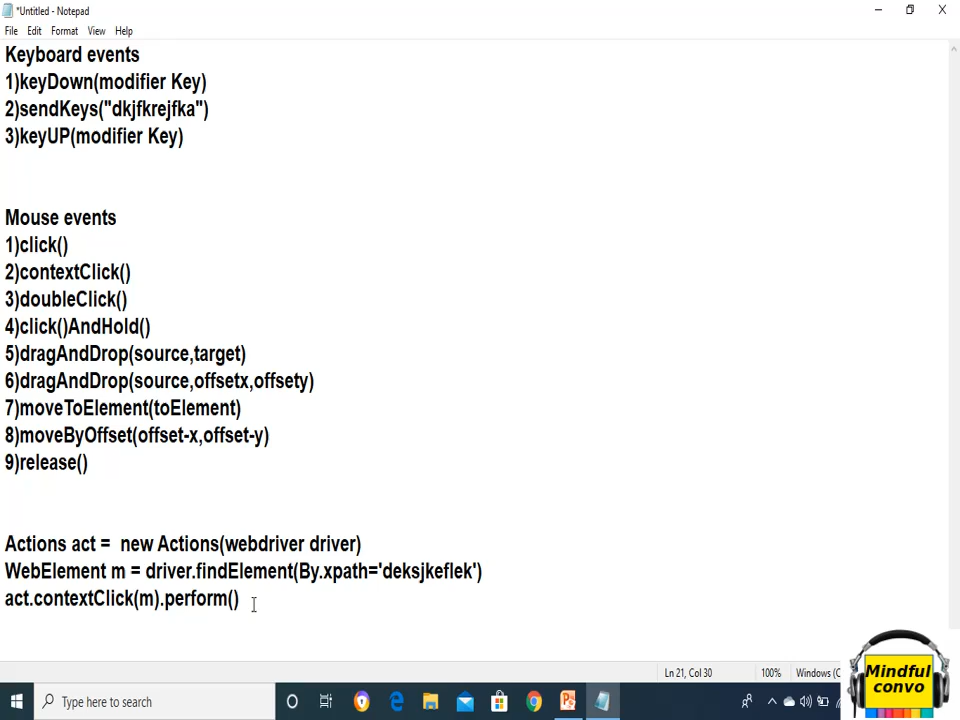 *Untitled - Notepad
File Edit Format View Help
Keyboard events
1)keyDown(modifier Key)
2)sendKeys("dkjfkrejfka")
3)keyUP(modifier Key)
Mouse events
1)click()
2)contextClick()
3)doubleClick()
4)click()AndHold()
5)dragAndDrop(source,target)
6)dragAndDrop(source,offsetx,offsety)
7)moveToElement(toElement)
8)moveByOffset(offset-x,offset-y)
9)release()
Actions act =  new Actions(webdriver driver)
WebElement m = driver.findElement(By.xpath='deksjkeflek')
act.contextClick(m).perform()
Ln 21, Col 30 100% Windows (C
Mindful
convo
Type here to search